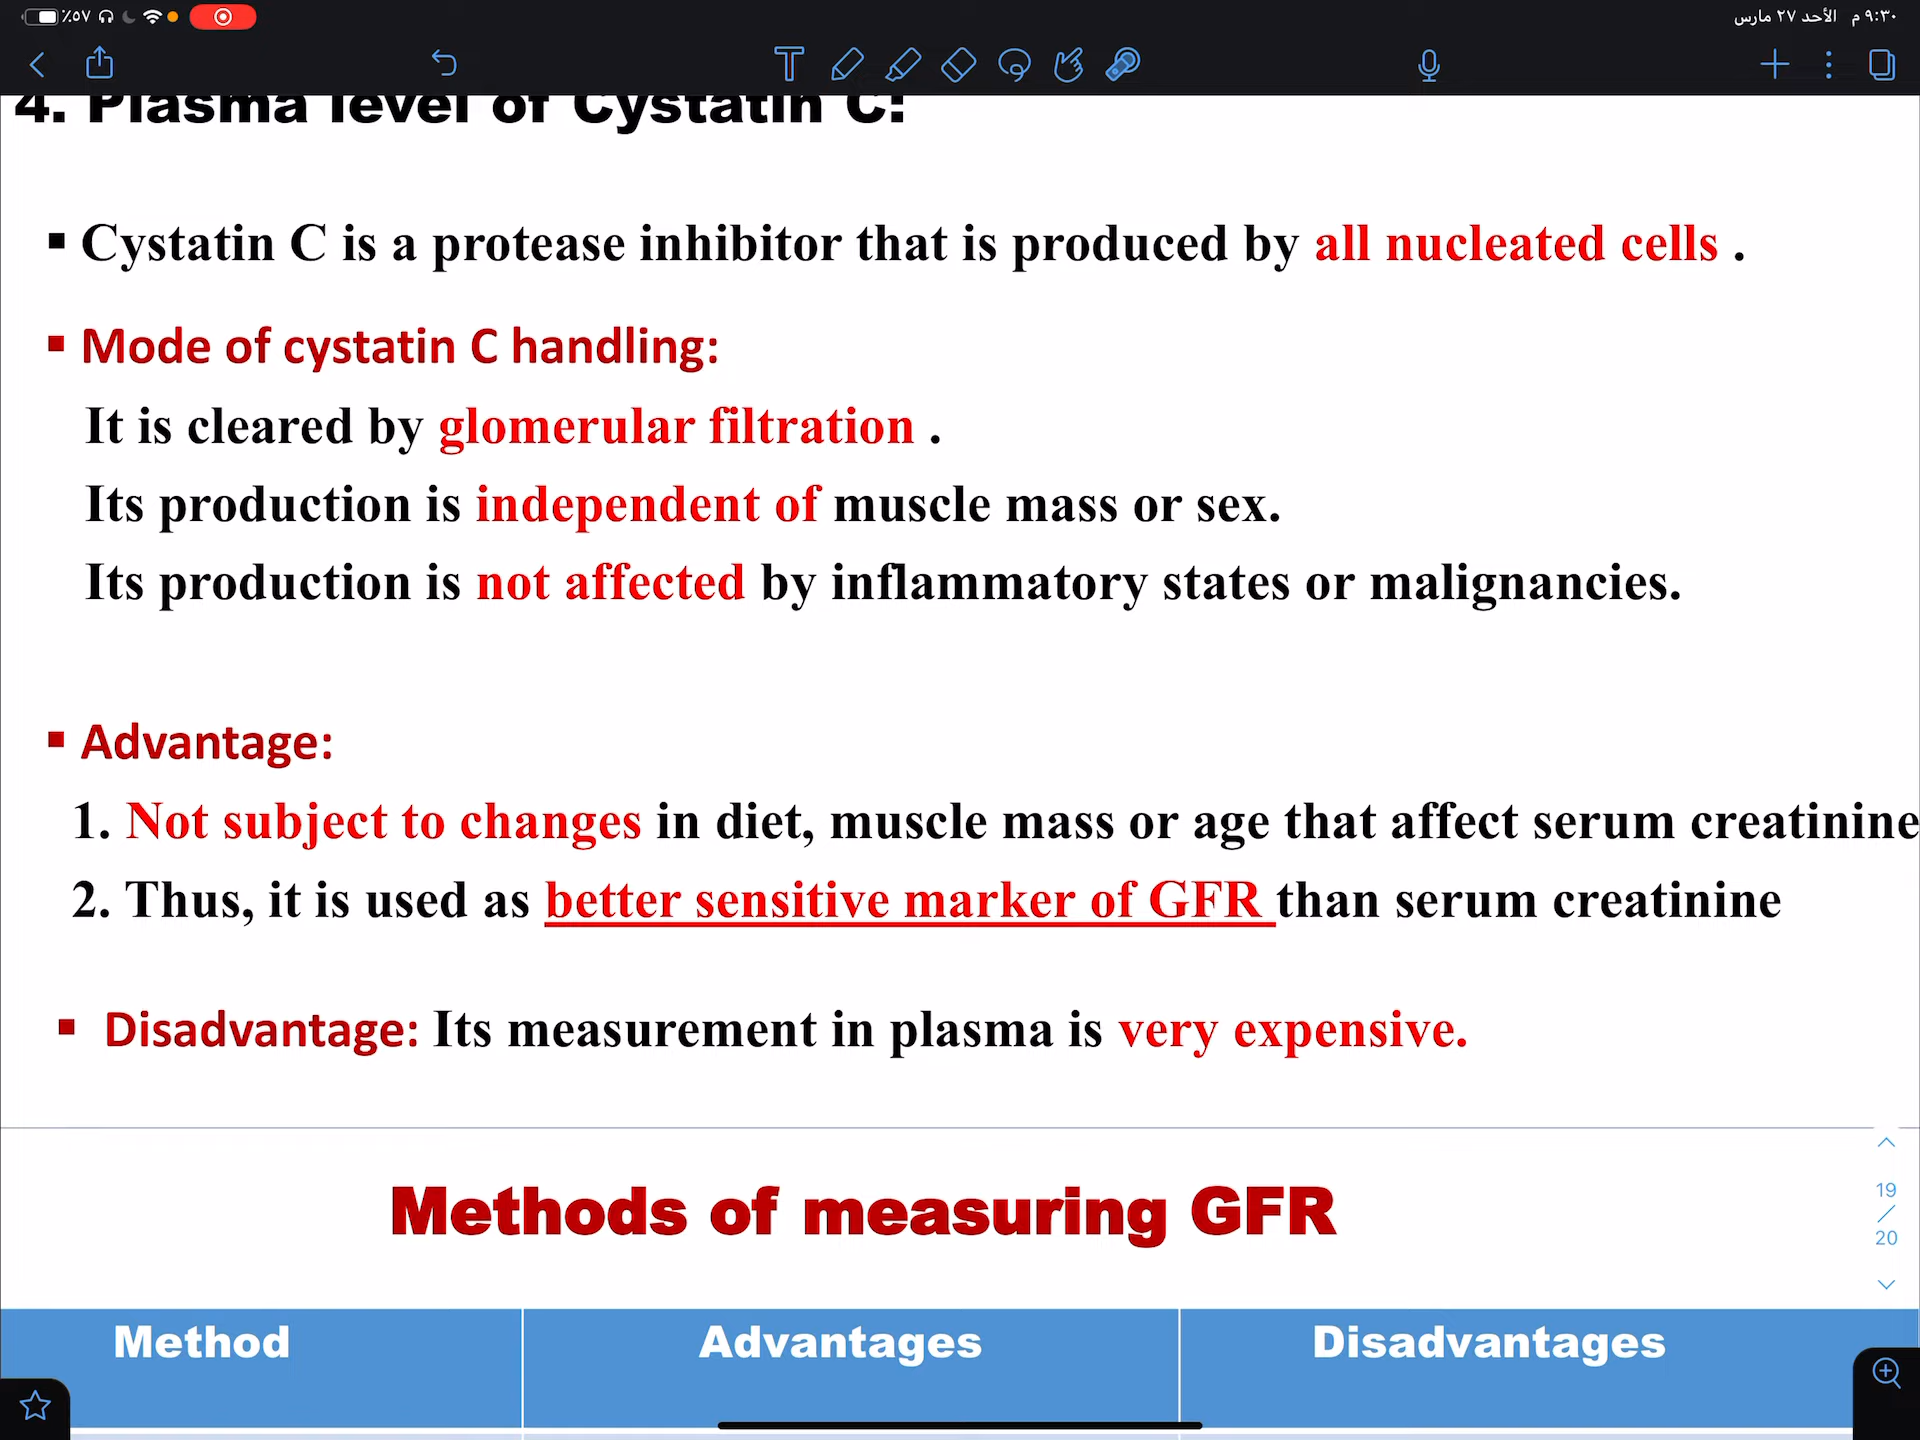 ٪٥٧
٩:٣٠ م الأحد ٢٧ مارس
4. Plasma level of Cystatin C:
▪ Cystatin C is a protease inhibitor that is produced by all nucleated cells .
▪ Mode of cystatin C handling:
It is cleared by glomerular filtration .
Its production is independent of muscle mass or sex.
Its production is not affected by inflammatory states or malignancies.
▪ Advantage:
1. Not subject to changes in diet, muscle mass or age that affect serum creatinine
2. Thus, it is used as better sensitive marker of GFR than serum creatinine
▪ Disadvantage: Its measurement in plasma is very expensive.
Methods of measuring GFR
19
/
20
Method Advantages Disadvantages